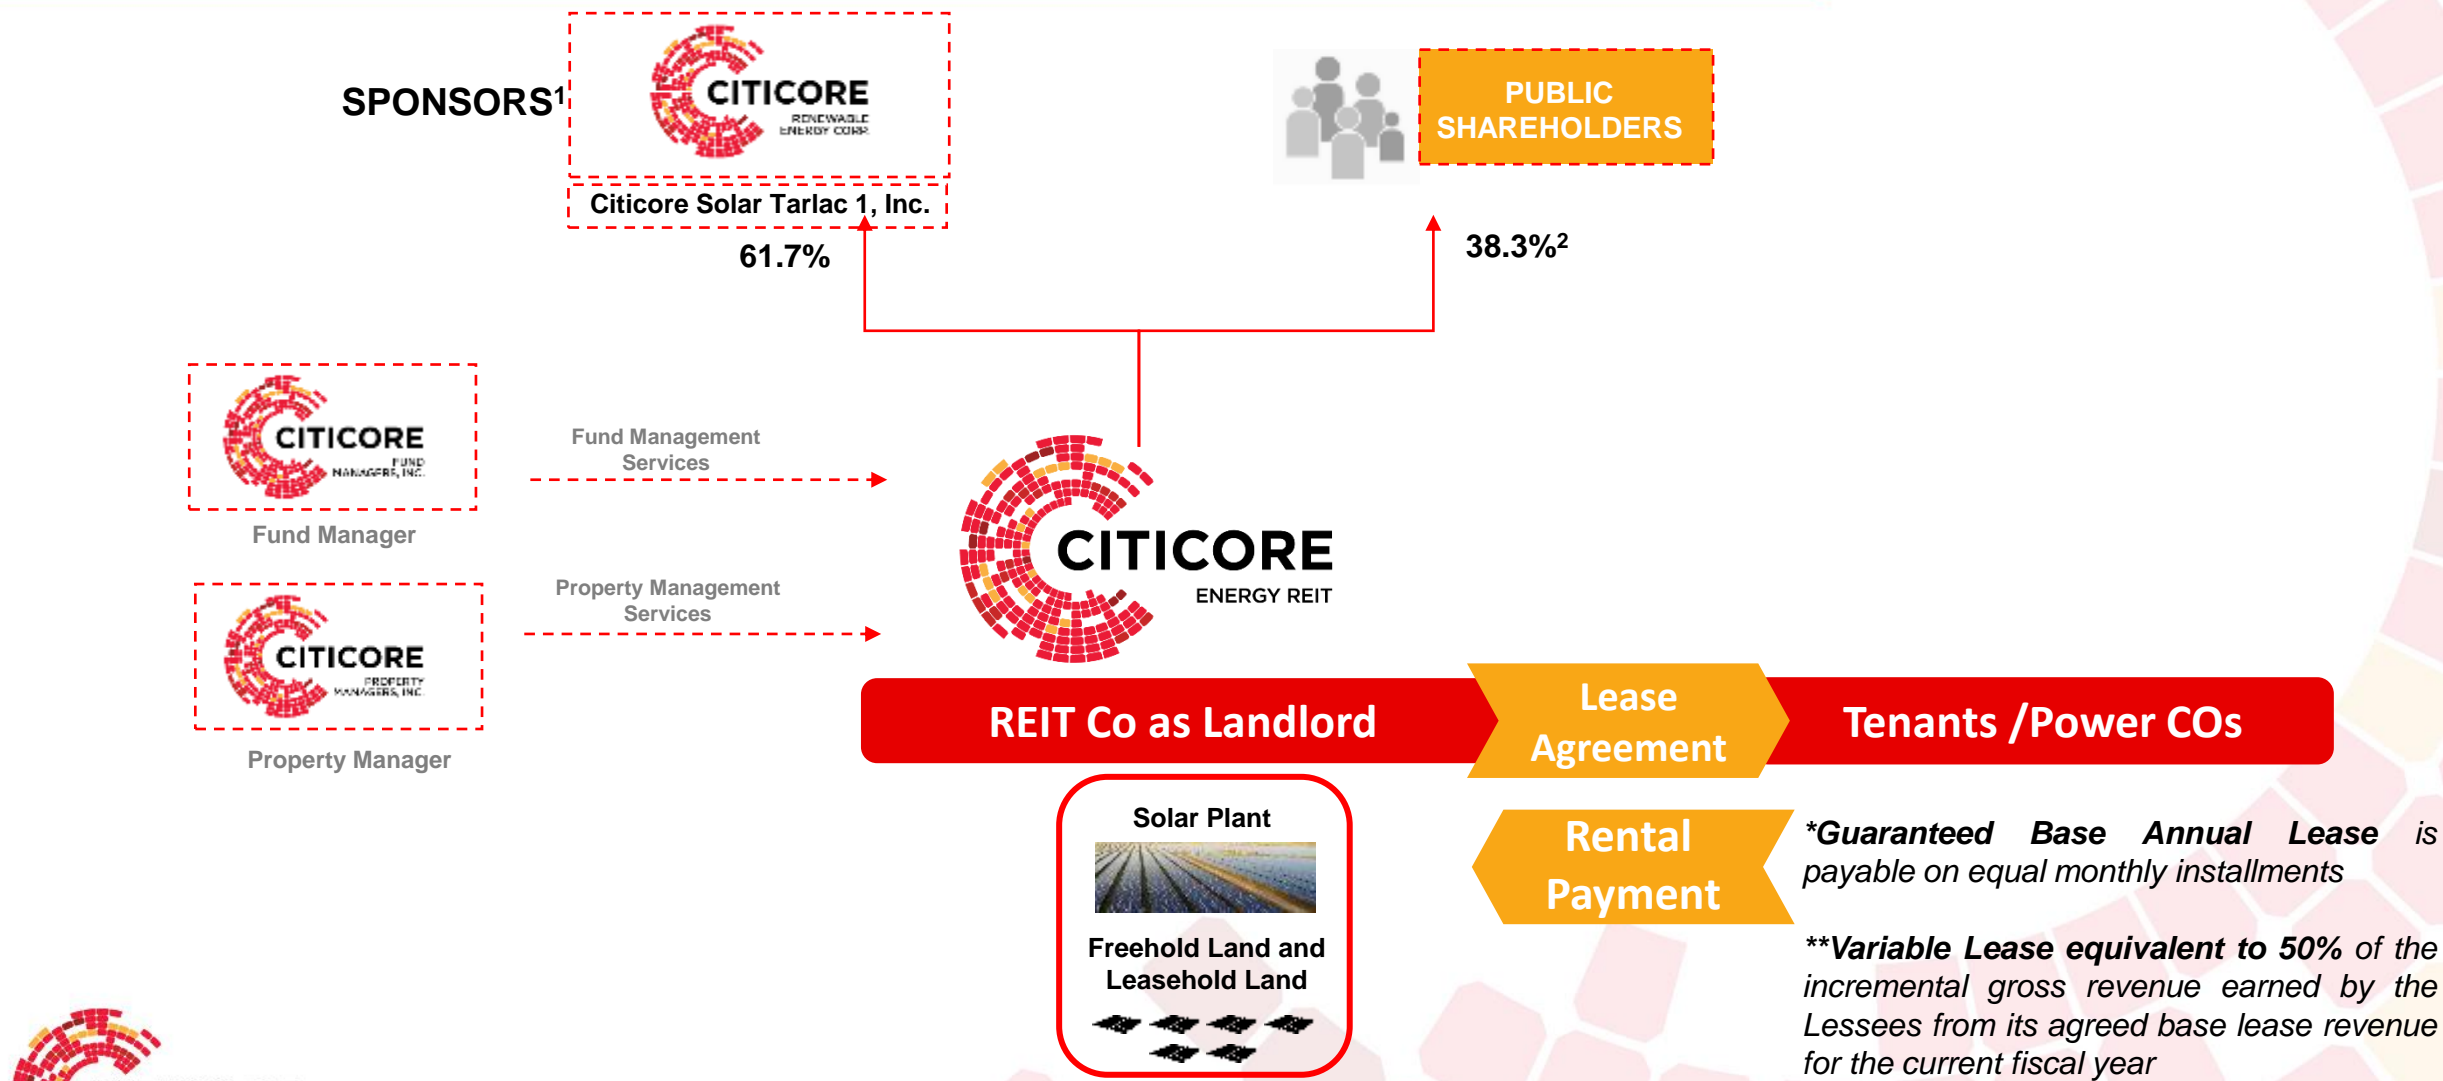 SPONSORS¹
CITICORE
RENEWABLE
ENERGY CORP.
Citicore Solar Tarlac 1, Inc.
61.7%
PUBLIC
SHAREHOLDERS
38.3%²
CITICORE
FUND
MANAGERS, INC.
Fund Manager
Fund Management
Services
CITICORE
PROPERTY
MANAGERS, INC.
Property Manager
Property Management
Services
CITICORE
ENERGY REIT
REIT Co as Landlord
Lease
Agreement
Tenants /Power COs
Solar Plant
Freehold Land and
Leasehold Land
Rental
Payment
*Guaranteed Base Annual Lease is
payable on equal monthly installments
**Variable Lease equivalent to 50% of the
incremental gross revenue earned by the
Lessees from its agreed base lease revenue
for the current fiscal year